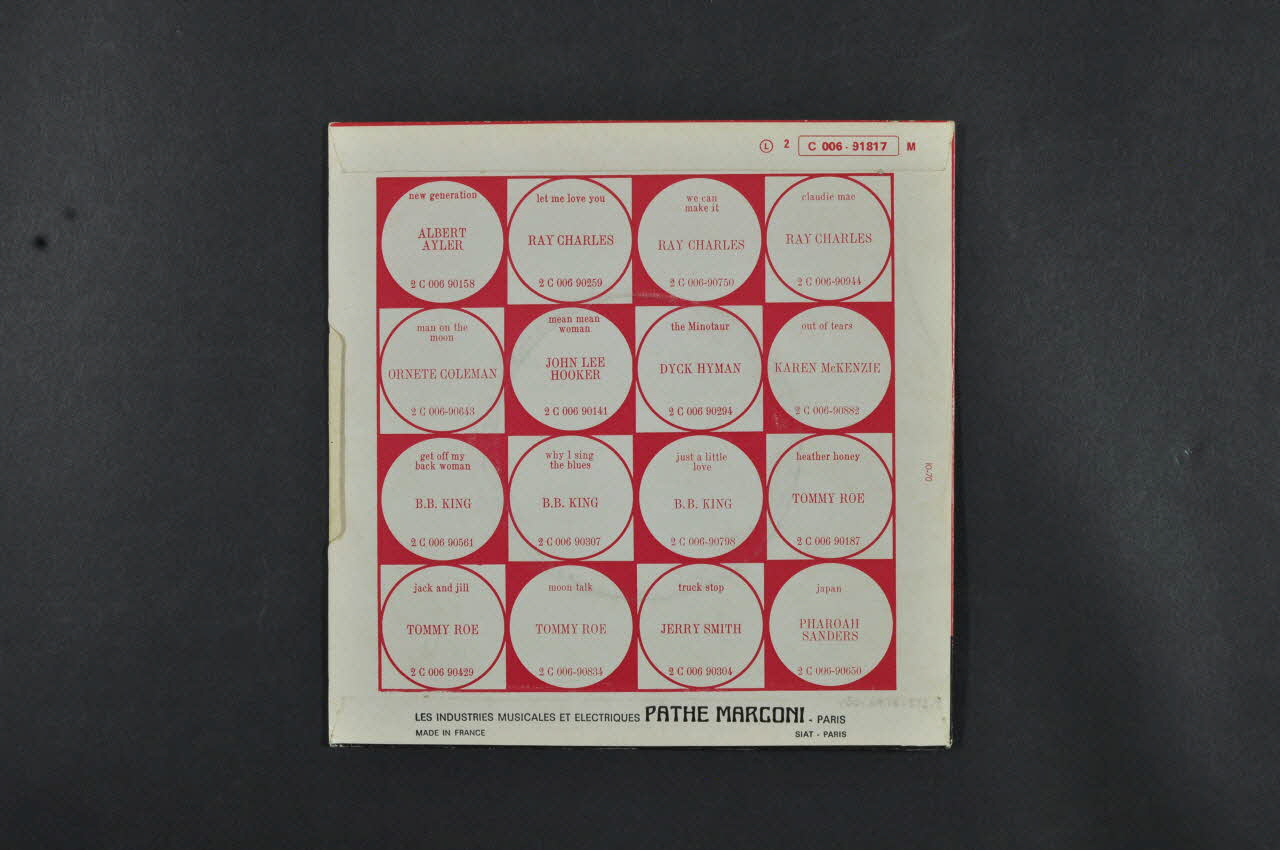 L 2 C 006 - 91817 M
new generation
ALBERT
AYLER
2 C 006 90158
let me love you
RAY CHARLES
2 C 006 90259
we can
make it
RAY CHARLES
2 C 006-90750
claudie mae
RAY CHARLES
2 C 006-90944
man on the
moon
ORNETE COLEMAN
2 C 006-90643
mean mean
woman
JOHN LEE
HOOKER
2 C 006 90141
the Minotaur
DYCK HYMAN
2 C 006 90294
out of tears
KAREN McKENZIE
2 C 006-90882
get off my
back woman
B.B. KING
2 C 006 90561
why I sing
the blues
B.B. KING
2 C 006 90307
just a little
love
B.B. KING
2 C 006-90798
heather honey
TOMMY ROE
2 C 006 90187
jack and jill
TOMMY ROE
2 C 006 90429
moon talk
TOMMY ROE
2 C 006-90834
truck stop
JERRY SMITH
2 C 006 90304
japan
PHAROAH
SANDERS
2 C 006-90650
LES INDUSTRIES MUSICALES ET ELECTRIQUES PATHE MARCONI - PARIS
MADE IN FRANCE
SIAT - PARIS